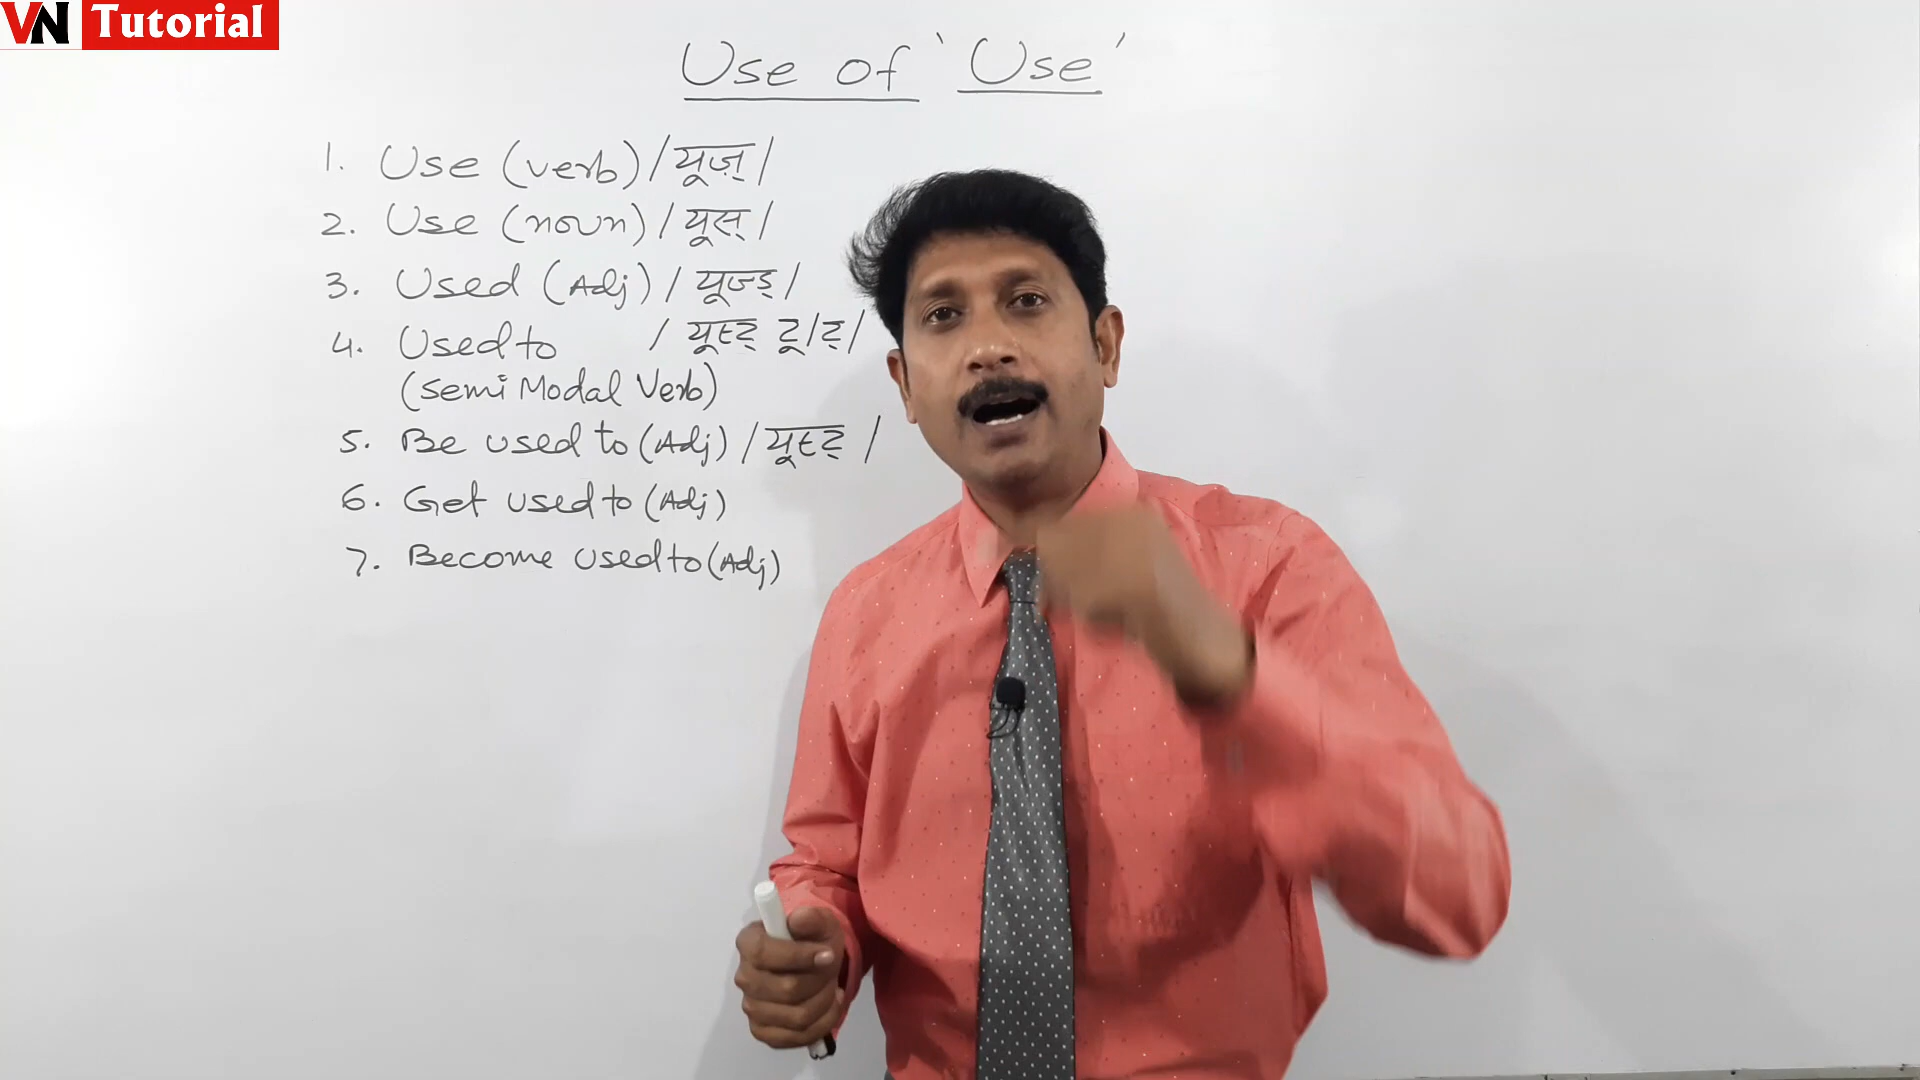 VN Tutorial
Use of 'Use'
1. Use (verb) /यूज़्/
2. Use (noun) /यूस्/
3. Used (Adj) /यूज्ड्/
4. Used to /यूस्ट् टू/ट्/
(Semi Modal Verb)
5. Be used to (Adj) /यूस्ट् /
6. Get used to (Adj)
7. Become used to (Adj)